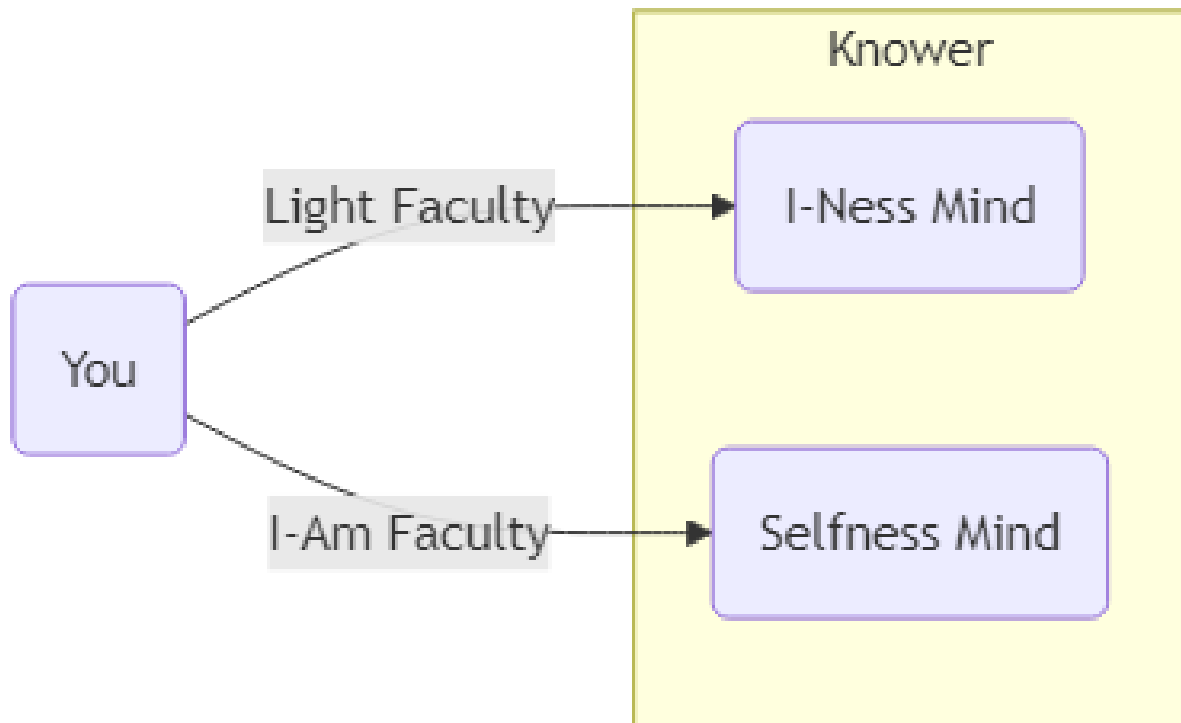 Knower
Light Faculty
I-Ness Mind
You
I-Am Faculty
Selfness Mind